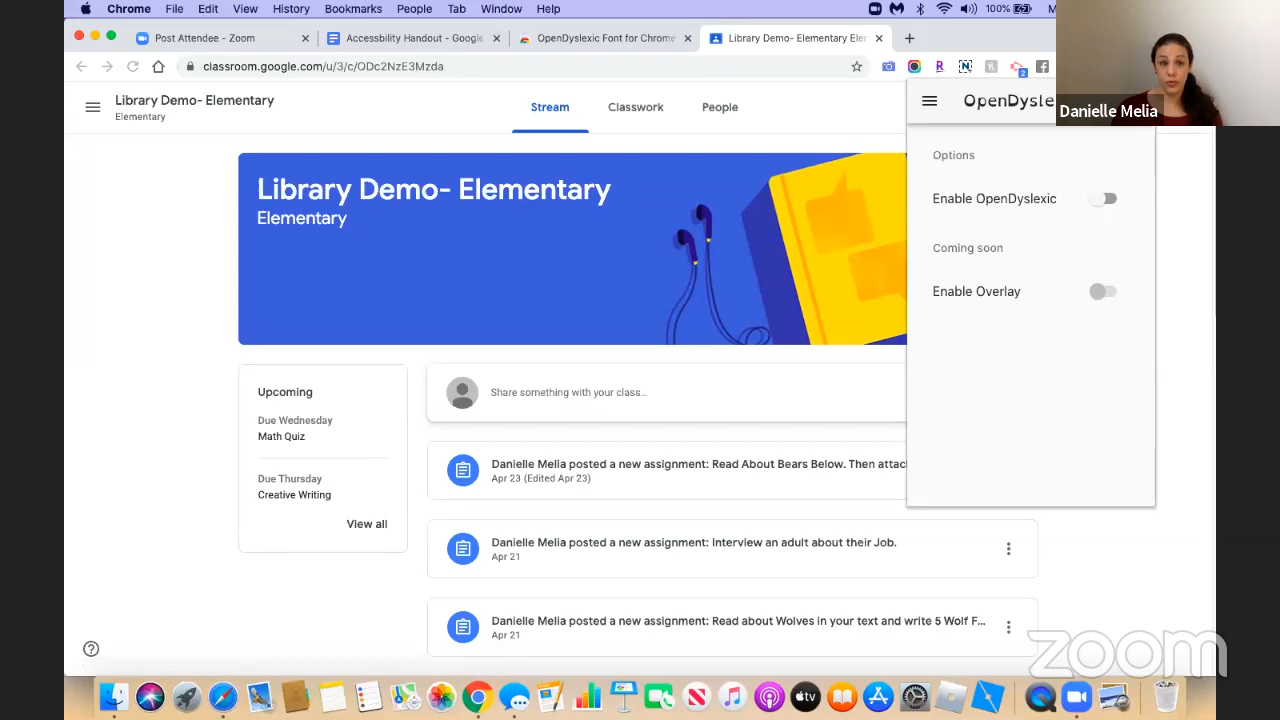 Chrome File Edit View History Bookmarks People Tab Window Help 100%
Post Attendee - Zoom
Accessbility Handout - Google
OpenDyslexic Font for Chrome
Library Demo- Elementary Eler
classroom.google.com/u/3/c/ODc2NzE3Mzda
Library Demo- Elementary
Elementary
Stream Classwork People
OpenDysle
Danielle Melia
Options
Enable OpenDyslexic
Coming soon
Enable Overlay
Library Demo- Elementary
Elementary
Upcoming
Due Wednesday
Math Quiz
Due Thursday
Creative Writing
View all
Share something with your class...
Danielle Melia posted a new assignment: Read About Bears Below. Then attac
Apr 23 (Edited Apr 23)
Danielle Melia posted a new assignment: Interview an adult about their Job.
Apr 21
Danielle Melia posted a new assignment: Read about Wolves in your text and write 5 Wolf F...
Apr 21
zoom
tv